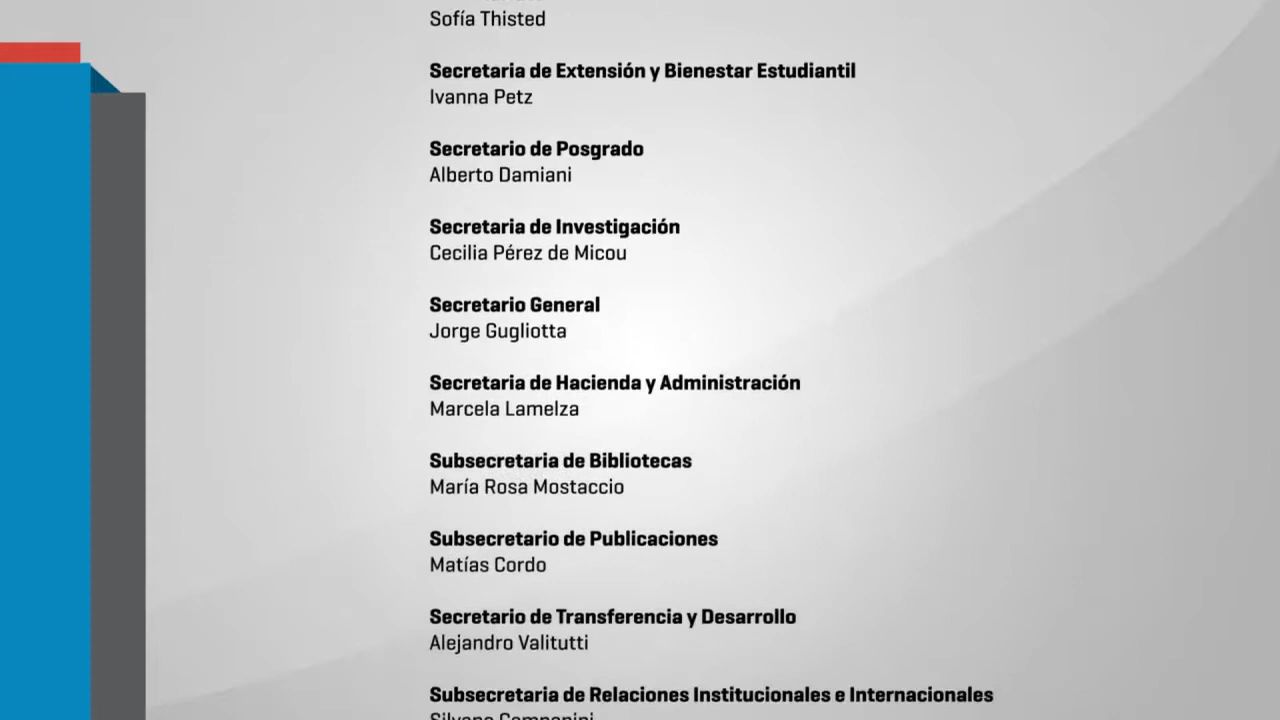 Sofía Thisted
Secretaria de Extensión y Bienestar Estudiantil
Ivanna Petz
Secretario de Posgrado
Alberto Damiani
Secretaria de Investigación
Cecilia Pérez de Micou
Secretario General
Jorge Gugliotta
Secretaria de Hacienda y Administración
Marcela Lamelza
Subsecretaria de Bibliotecas
María Rosa Mostaccio
Subsecretario de Publicaciones
Matías Cordo
Secretario de Transferencia y Desarrollo
Alejandro Valitutti
Subsecretaria de Relaciones Institucionales e Internacionales